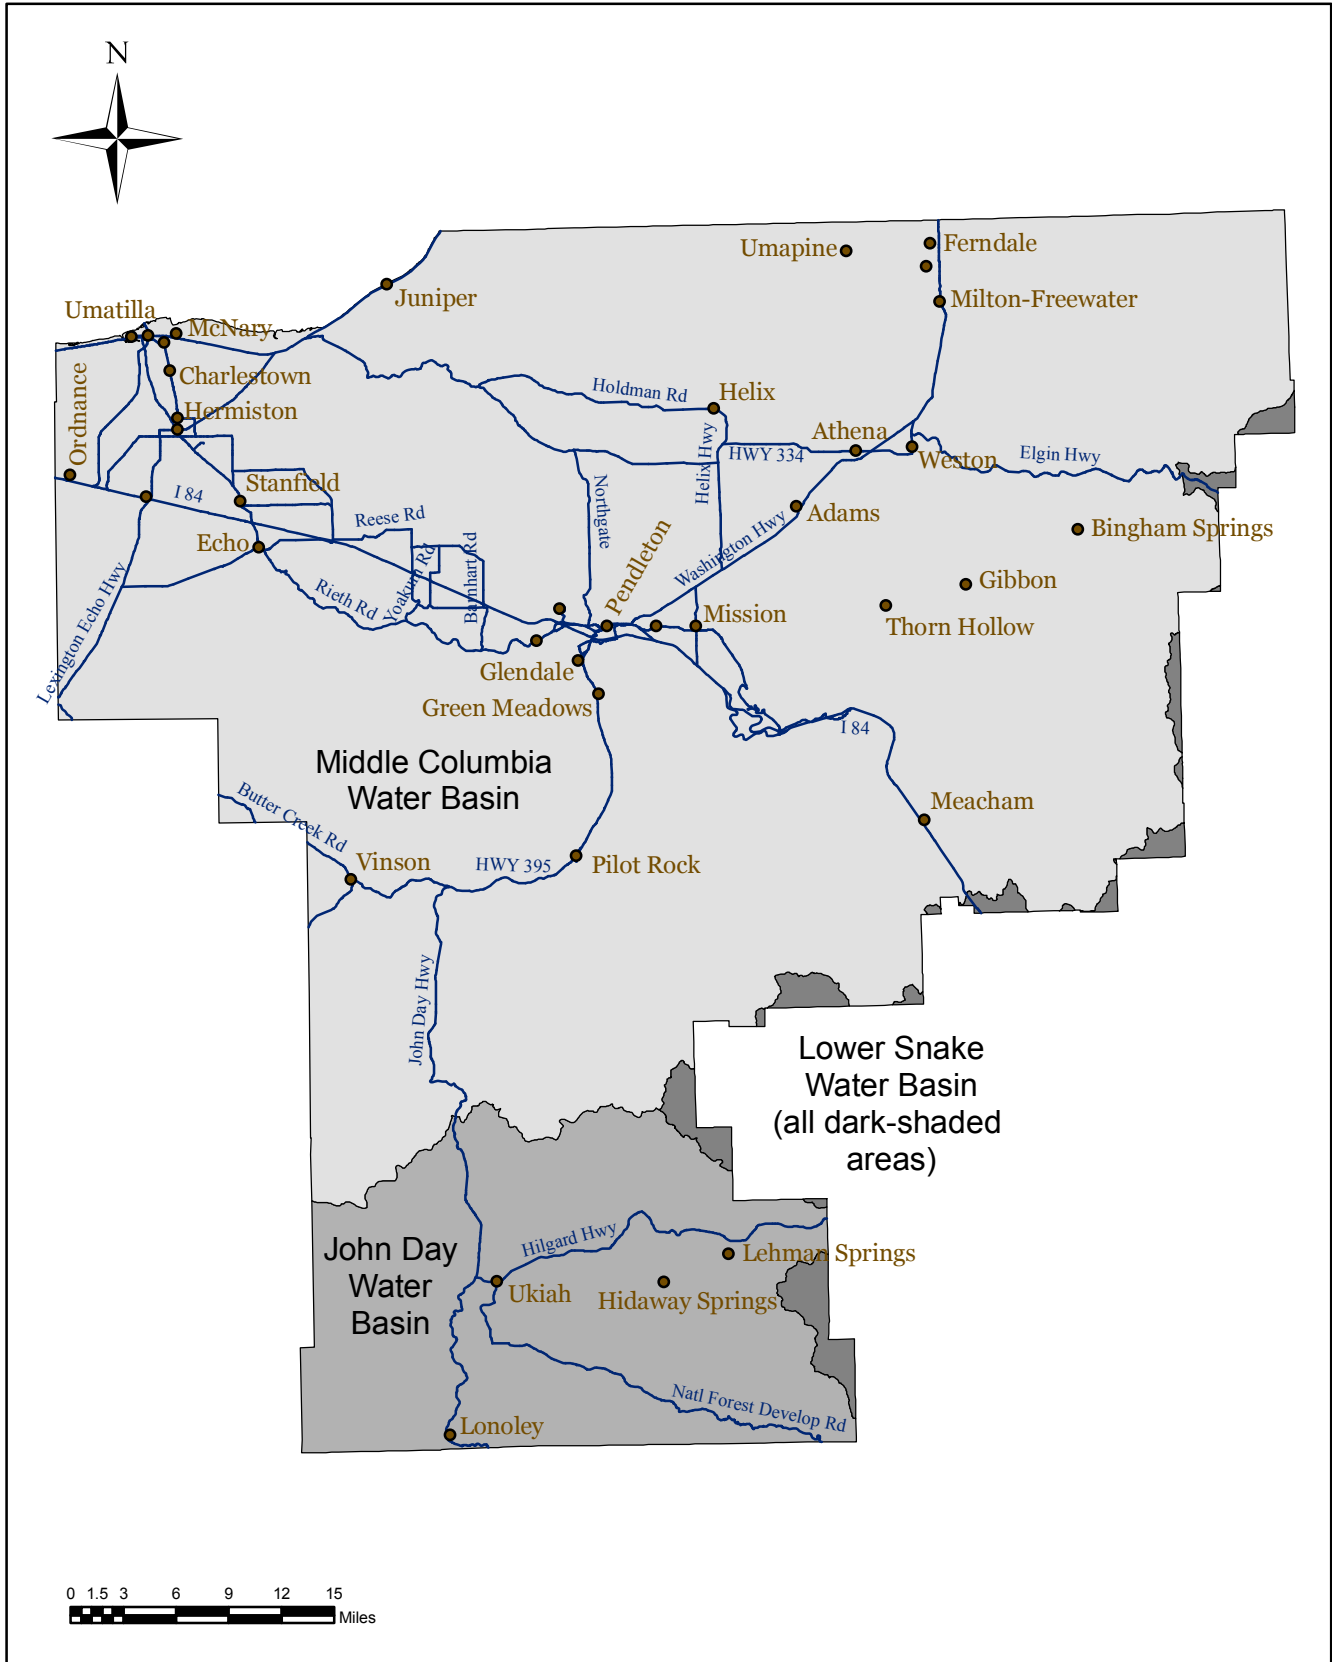 N
Umapine
Ferndale
Juniper
Milton-Freewater
Umatilla
McNary
Charlestown
Ordnance
Hermiston
Holdman Rd
Helix
Helix Hwy
HWY 334
Athena
Weston
Elgin Hwy
I 84
Stanfield
Northgate
Adams
Reese Rd
Washington Hwy
Bingham Springs
Echo
Yoakum Rd
Barnhart Rd
Pendleton
Gibbon
Rieth Rd
Mission
Thorn Hollow
Lexington Echo Hwy
Glendale
Green Meadows
I 84
Middle Columbia
Water Basin
Butter Creek Rd
Meacham
Vinson
HWY 395
Pilot Rock
John Day Hwy
Lower Snake
Water Basin
(all dark-shaded
areas)
John Day
Water
Basin
Hilgard Hwy
Lehman Springs
Ukiah
Hidaway Springs
Natl Forest Develop Rd
Lonoley
0 1.5 3 6 9 12 15
Miles